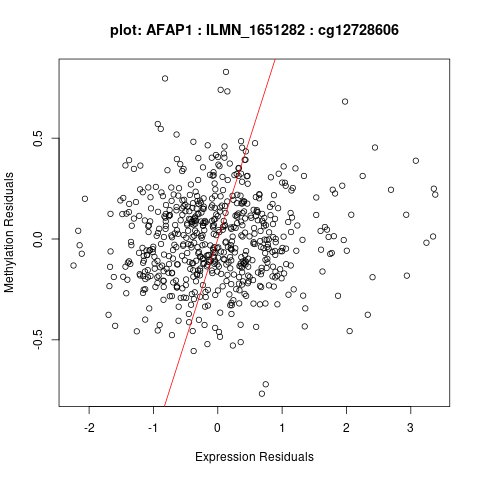 plot: AFAP1 : ILMN_1651282 : cg12728606
Methylation Residuals
0.5
0.0
-0.5
-2 -1 0 1 2 3
Expression Residuals